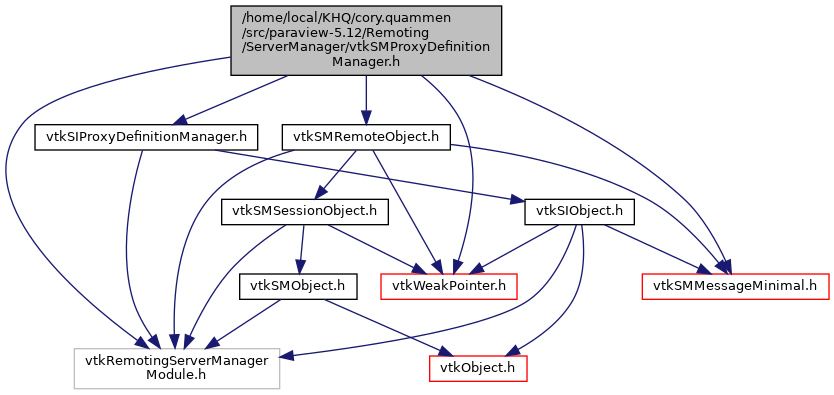 /home/local/KHQ/cory.quammen
/src/paraview-5.12/Remoting
/ServerManager/vtkSMProxyDefinition
Manager.h
vtkSIProxyDefinitionManager.h
vtkSMRemoteObject.h
vtkSMSessionObject.h
vtkSIObject.h
vtkSMObject.h
vtkWeakPointer.h
vtkSMMessageMinimal.h
vtkRemotingServerManager
Module.h
vtkObject.h